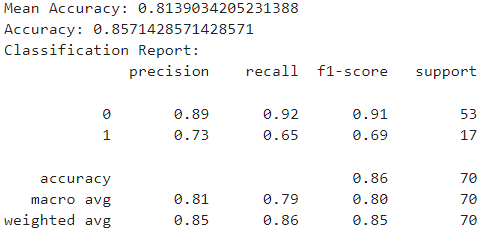 Mean Accuracy: 0.8139034205231388
Accuracy: 0.8571428571428571
Classification Report:
precision recall f1-score support
0 0.89 0.92 0.91 53
1 0.73 0.65 0.69 17
accuracy 0.86 70
macro avg 0.81 0.79 0.80 70
weighted avg 0.85 0.86 0.85 70